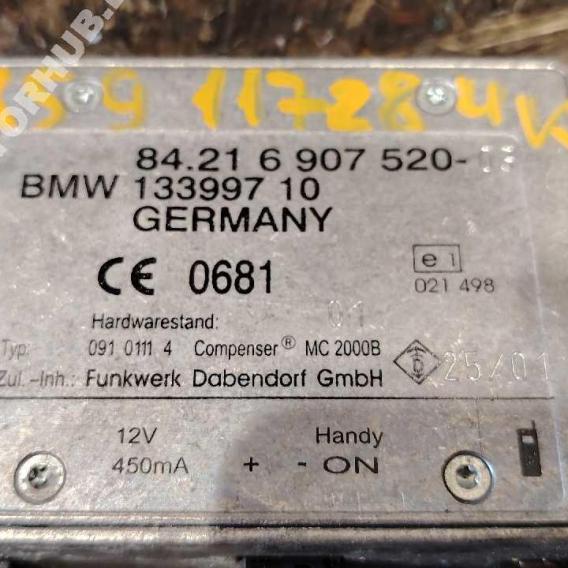 84.21 6 907 520-
BMW 133997 10
GERMANY
CE 0681
e 1
021 498
Hardwarestand: 01
Typ: 091 0111 4 Compenser® MC 2000B
25/01
Zul. -Inh.: Funkwerk Dabendorf GmbH
12V Handy
450mA + - ON